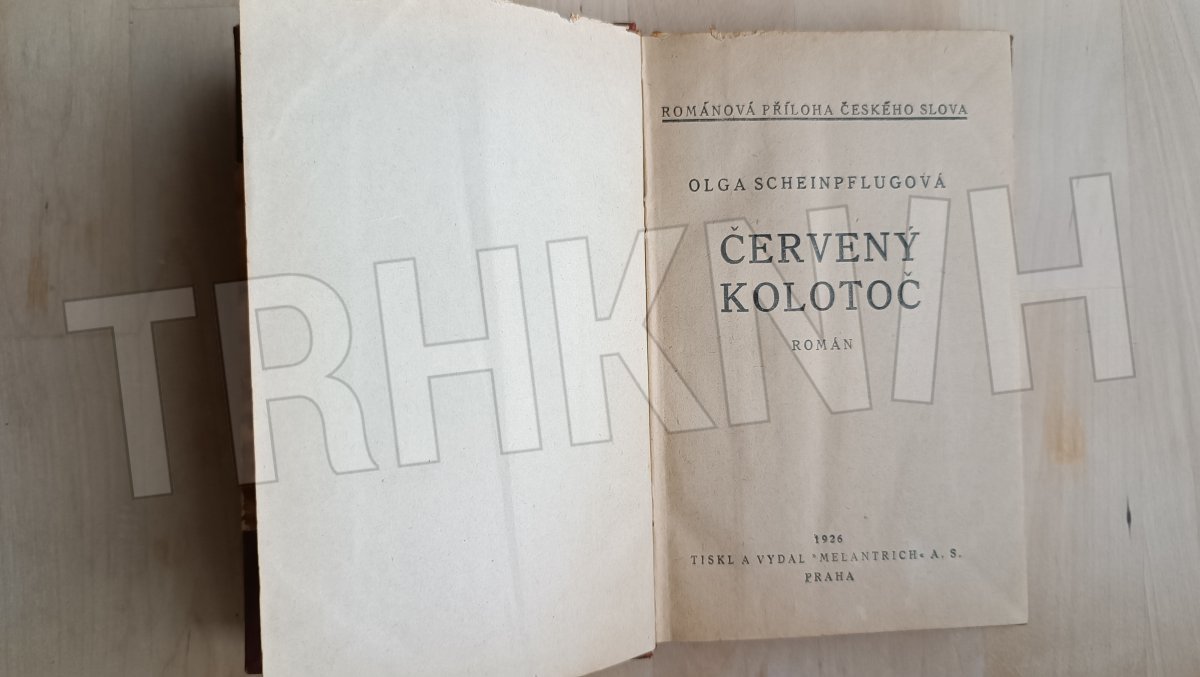 ROMÁNOVÁ PŘÍLOHA ČESKÉHO SLOVA
OLGA SCHEINPFLUGOVÁ
ČERVENÝ
KOLOTOČ
ROMÁN
1926
TISKL A VYDAL »MELANTRICH« A. S.
PRAHA
TRHKNIH